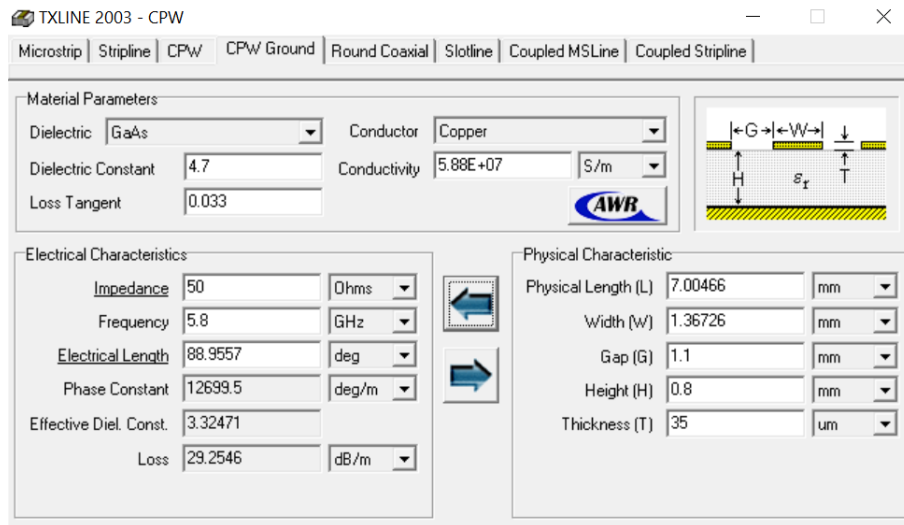 TXLINE 2003 - CPW
Microstrip Stripline CPW CPW Ground Round Coaxial Slotline Coupled MSLine Coupled Stripline
Material Parameters
Dielectric GaAs Conductor Copper
Dielectric Constant 4.7 Conductivity 5.88E+07 S/m
Loss Tangent 0.033
AWR
G W
H εr T
Electrical Characteristics
Impedance 50 Ohms
Frequency 5.8 GHz
Electrical Length 88.9557 deg
Phase Constant 12699.5 deg/m
Effective Diel. Const. 3.32471
Loss 29.2546 dB/m
Physical Characteristic
Physical Length (L) 7.00466 mm
Width (W) 1.36726 mm
Gap (G) 1.1 mm
Height (H) 0.8 mm
Thickness (T) 35 um